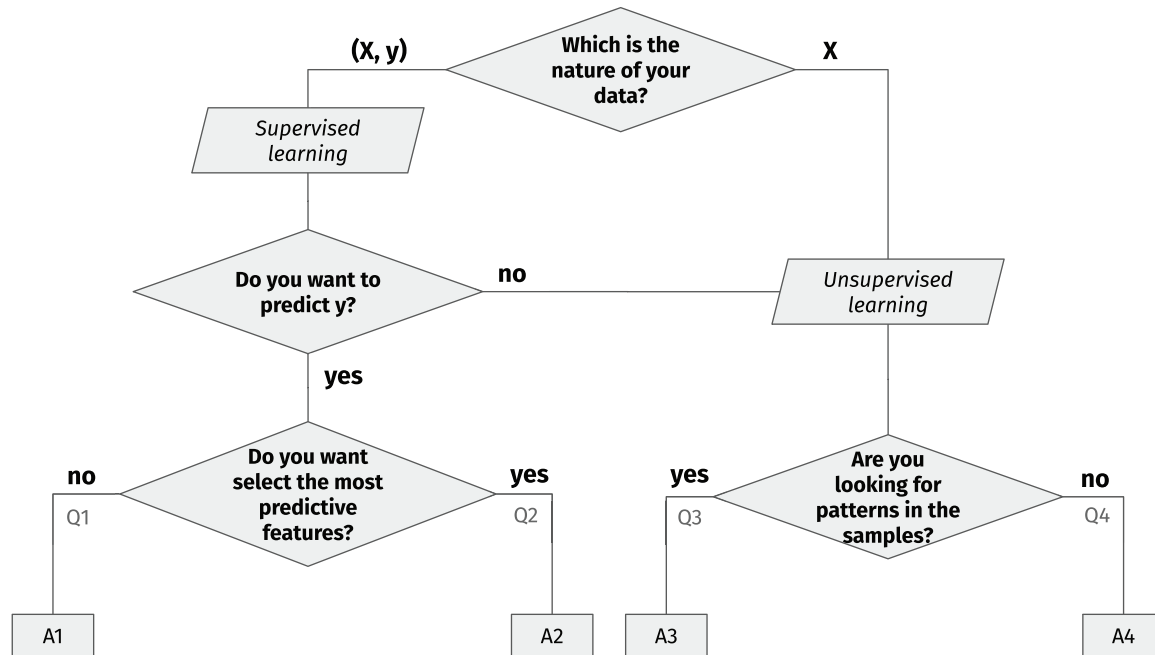 Which is the
nature of your
data?
(X, y)
X
Supervised
learning
Do you want to
predict y?
no
Unsupervised
learning
yes
Do you want
select the most
predictive
features?
no
Q1
yes
Q2
Are you
looking for
patterns in the
samples?
yes
Q3
no
Q4
A1
A2
A3
A4